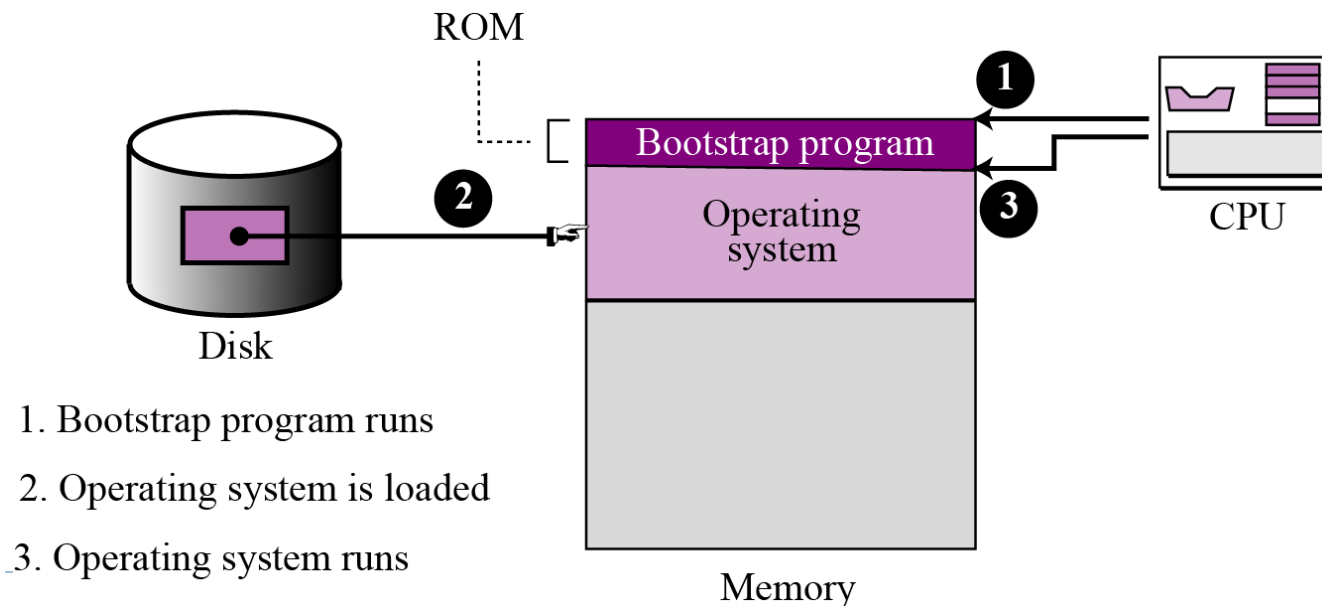 ROM
1
Bootstrap program
2
3
Operating
system
CPU
Disk
1. Bootstrap program runs
2. Operating system is loaded
3. Operating system runs
Memory